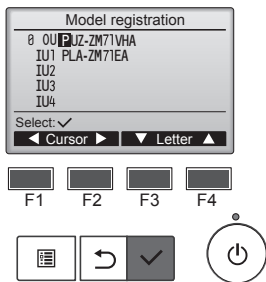 Model registration
0 OU PUZ-ZM71VHA
IU1 PLA-ZM71EA
IU2
IU3
IU4
Select:✓
◀ Cursor ▶ ▼ Letter ▲
F1 F2 F3 F4